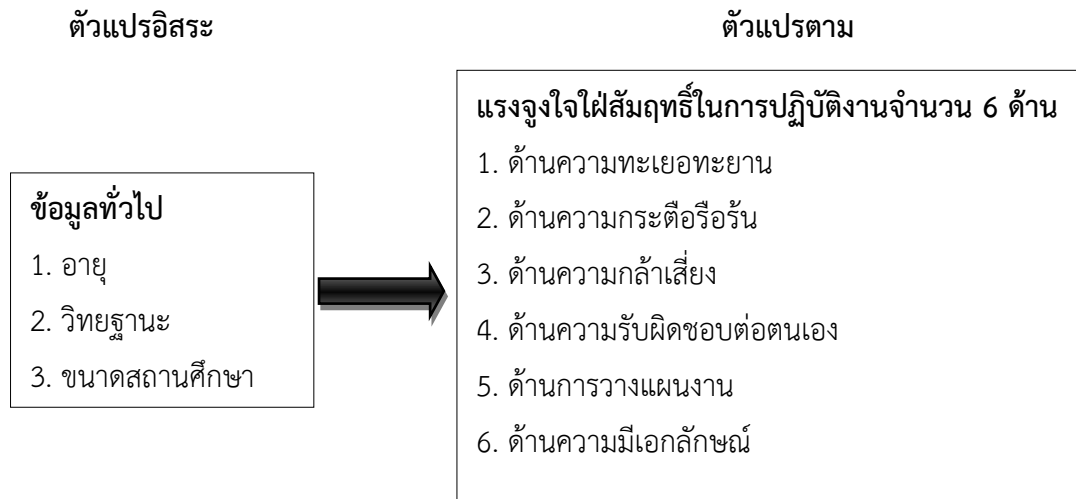 ตัวแปรอิสระ
ตัวแปรตาม
ข้อมูลทั่วไป
1. อายุ
2. วิทยฐานะ
3. ขนาดสถานศึกษา
แรงจูงใจใฝ่สัมฤทธิ์ในการปฏิบัติงานจำนวน 6 ด้าน
1. ด้านความทะเยอทะยาน
2. ด้านความกระตือรือร้น
3. ด้านความกล้าเสี่ยง
4. ด้านความรับผิดชอบต่อตนเอง
5. ด้านการวางแผนงาน
6. ด้านความมีเอกลักษณ์